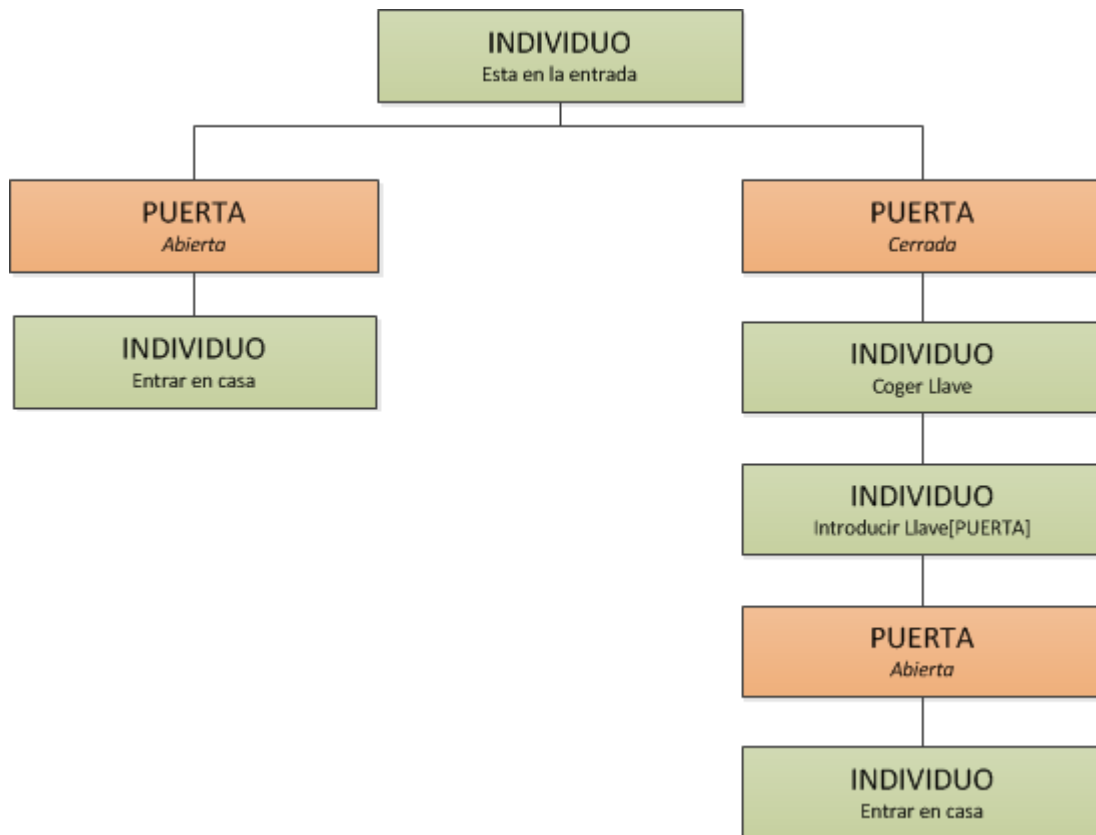 INDIVIDUO
Esta en la entrada
PUERTA
Abierta
PUERTA
Cerrada
INDIVIDUO
Entrar en casa
INDIVIDUO
Coger Llave
INDIVIDUO
Introducir Llave[PUERTA]
PUERTA
Abierta
INDIVIDUO
Entrar en casa